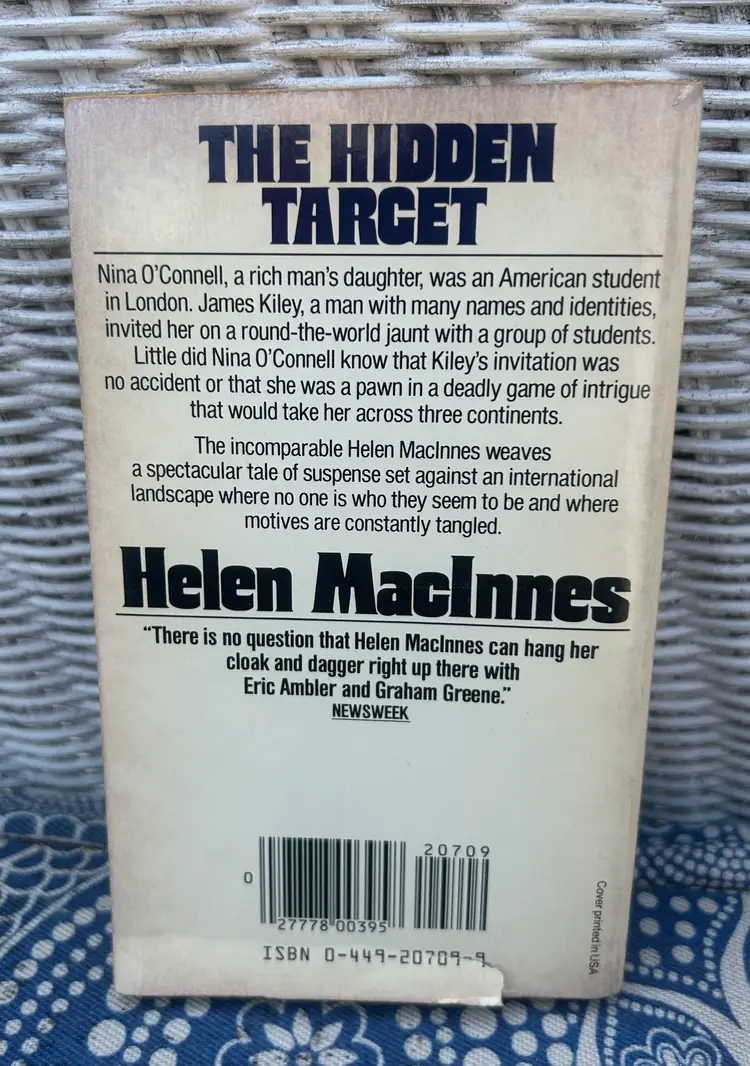 THE HIDDEN
TARGET
Nina O'Connell, a rich man's daughter, was an American student
in London. James Kiley, a man with many names and identities,
invited her on a round-the-world jaunt with a group of students.
Little did Nina O'Connell know that Kiley's invitation was
no accident or that she was a pawn in a deadly game of intrigue
that would take her across three continents.
The incomparable Helen MacInnes weaves
a spectacular tale of suspense set against an international
landscape where no one is who they seem to be and where
motives are constantly tangled.
Helen MacInnes
"There is no question that Helen MacInnes can hang her
cloak and dagger right up there with
Eric Ambler and Graham Greene."
NEWSWEEK
20709
0
27778 00395
ISBN 0-449-20709-9
Cover printed in USA